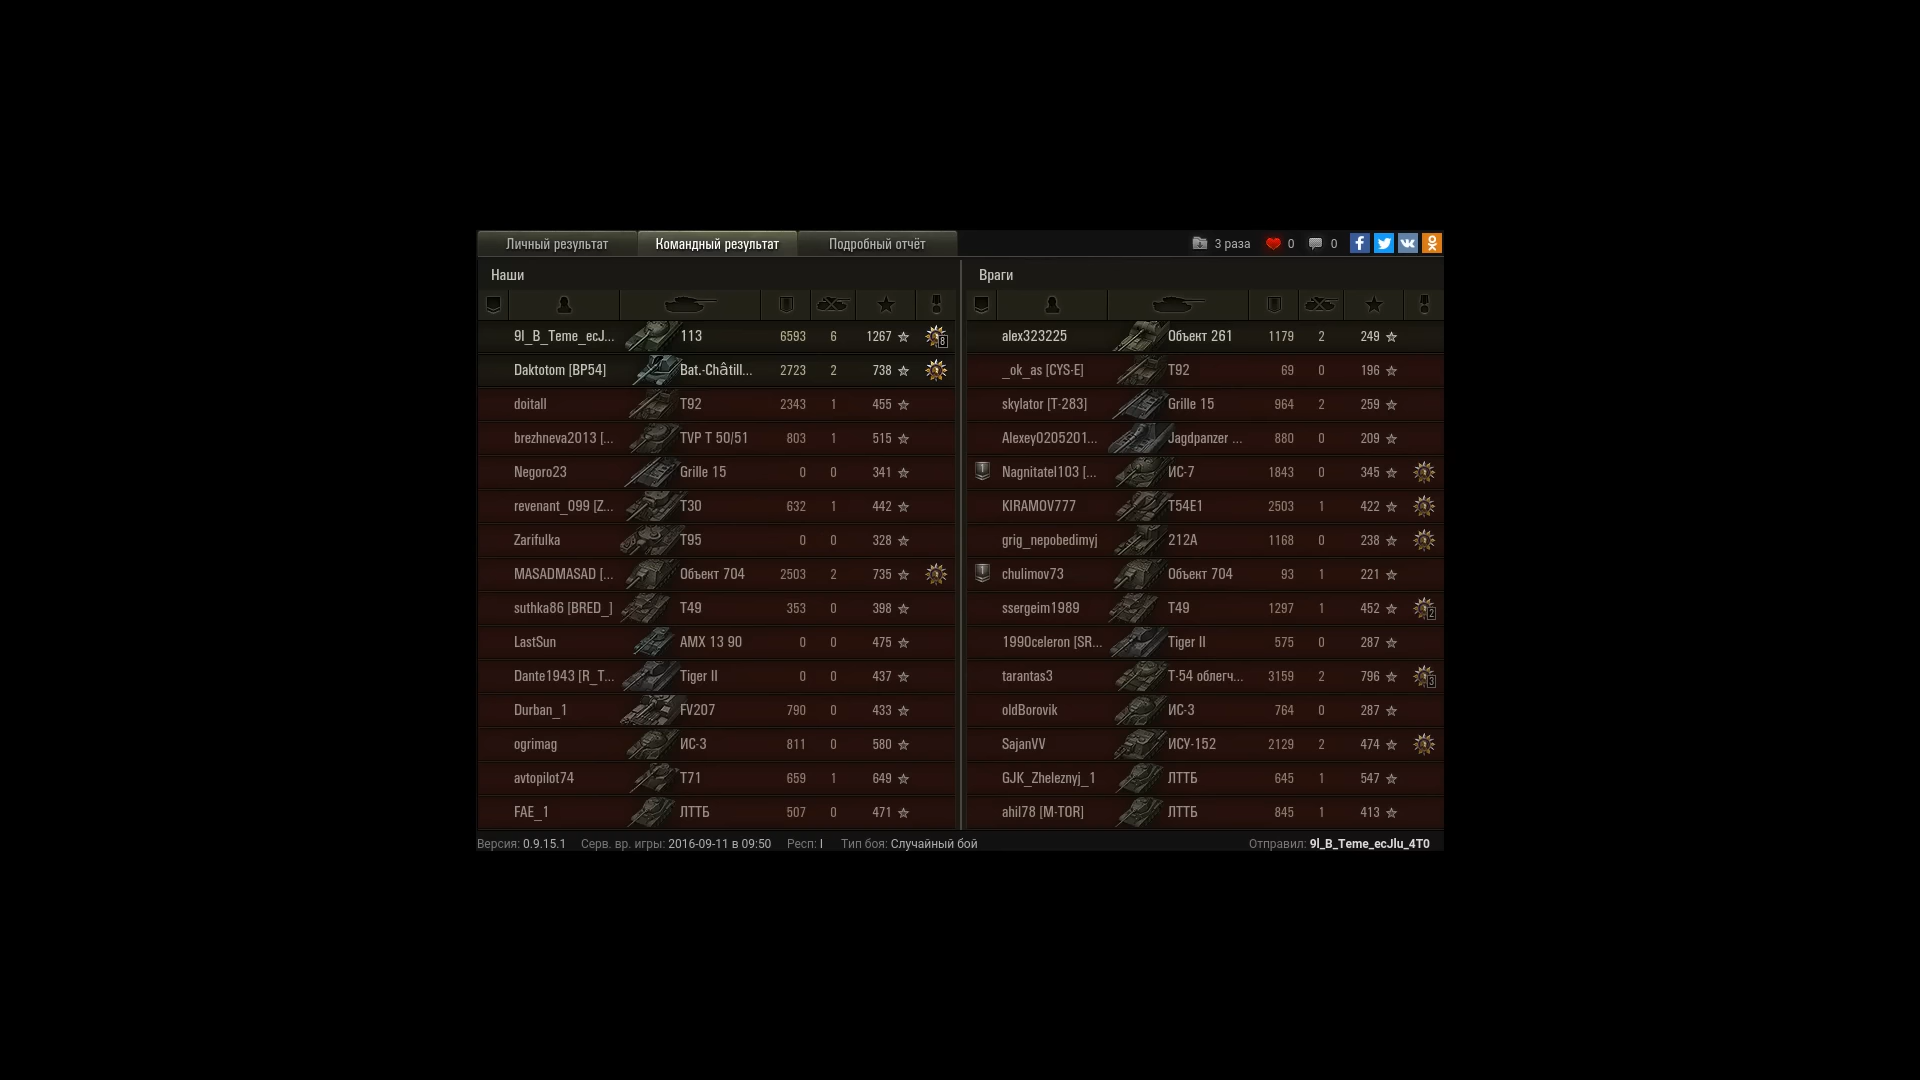 Личный результат Командный результат Подробный отчёт 3 раза 0 0
Наши Враги
9l_B_Teme_ecJ... 113 6593 6 1267 8 alex323225 Объект 261 1179 2 249
Daktotom [BP54] Bat.-Châtill... 2723 2 738 _ok_as [CYS-E] T92 69 0 196
doitall T92 2343 1 455 skylator [T-283] Grille 15 964 2 259
brezhneva2013 [... TVP T 50/51 803 1 515 Alexey0205201... Jagdpanzer ... 880 0 209
Negoro23 Grille 15 0 0 341 1 Nagnitatel103 [... ИС-7 1843 0 345
revenant_099 [Z... T30 632 1 442 KIRAMOV777 T54E1 2503 1 422
Zarifulka T95 0 0 328 grig_nepobedimyj 212A 1168 0 238
MASADMASAD [... Объект 704 2503 2 735 1 chulimov73 Объект 704 93 1 221
suthka86 [BRED_] T49 353 0 398 ssergeim1989 T49 1297 1 452 2
LastSun AMX 13 90 0 0 475 1990celeron [SR... Tiger II 575 0 287
Dante1943 [R_T... Tiger II 0 0 437 tarantas3 Т-54 облегч... 3159 2 796 3
Durban_1 FV207 790 0 433 oldBorovik ИС-3 764 0 287
ogrimag ИС-3 811 0 580 SajanVV ИСУ-152 2129 2 474
avtopilot74 T71 659 1 649 GJK_Zheleznyj_1 ЛТТБ 645 1 547
FAE_1 ЛТТБ 507 0 471 ahil78 [M-TOR] ЛТТБ 845 1 413
Версия: 0.9.15.1 Серв. вр. игры: 2016-09-11 в 09:50 Респ: I Тип боя: Случайный бой Отправил: 9l_B_Teme_ecJlu_4T0